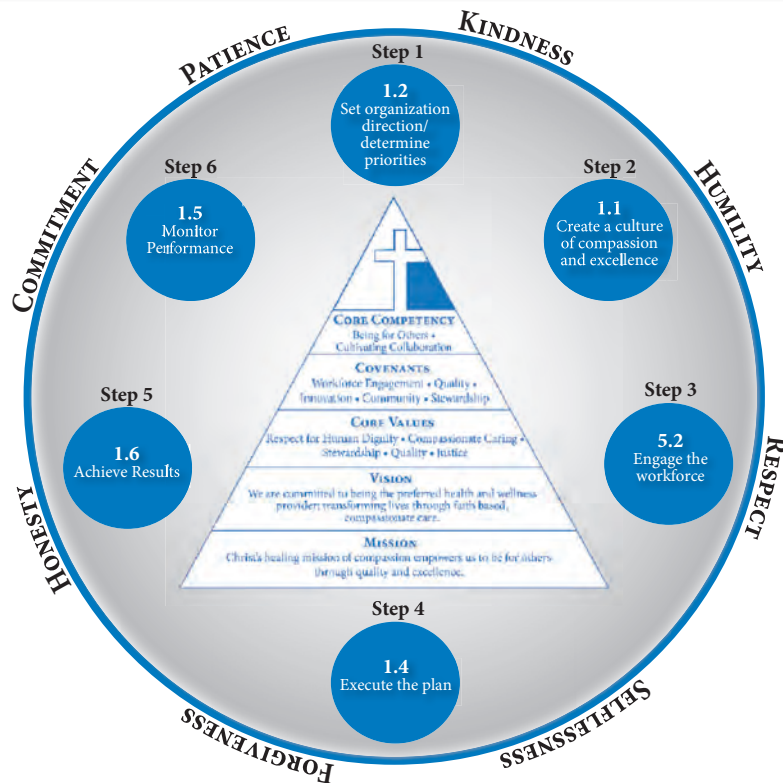 PATIENCE
KINDNESS
HUMILITY
RESPECT
SELFLESSNESS
FORGIVENESS
HONESTY
COMMITMENT
Step 1
1.2
Set organization
direction/
determine
priorities
Step 2
1.1
Create a culture
of compassion
and excellence
Step 3
5.2
Engage the
workforce
Step 4
1.4
Execute the plan
Step 5
1.6
Achieve Results
Step 6
1.5
Monitor
Performance
CORE COMPETENCY
Being for Others •
Cultivating Collaboration
COVENANTS
Workforce Engagement • Quality •
Innovation • Community • Stewardship
CORE VALUES
Respect for Human Dignity • Compassionate Caring •
Stewardship • Quality • Justice
VISION
We are committed to being the preferred health and wellness
provider; transforming lives through faith based,
compassionate care.
MISSION
Christ's healing mission of compassion empowers us to be for others
through quality and excellence.